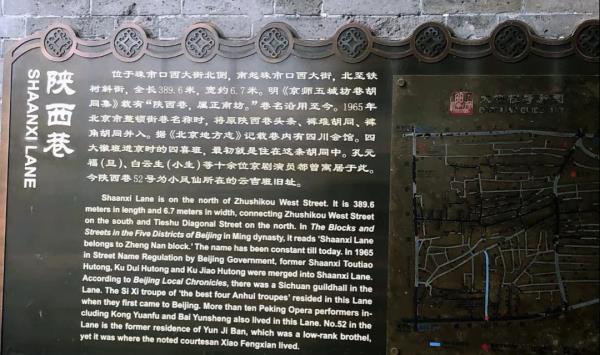 陕西巷
SHAANXI LANE
位于珠市口西大街北侧，南起珠市口西大街，北至铁
树斜街，全长389.6米，宽约6.7米。明《京师五城坊巷胡
同集》载有“陕西巷，属正南坊。”巷名沿用至今。1965年
北京市整顿街巷名称时，将原陕西巷头条、裤堆胡同、裤
角胡同并入。据《北京地方志》记载巷内有四川会馆。四
大徽班进京时的四喜班，最初就是住在这条胡同中。孔元
福（旦）、白云生（小生）等十余位京剧演员都曾寓居于此。
今陕西巷52号为小凤仙所在的云吉班旧址。
Shaanxi Lane is on the north of Zhushikou West Street. It is 389.6
meters in length and 6.7 meters in width, connecting Zhushikou West Street
on the south and Tieshu Diagonal Street on the north. In The Blocks and
Streets in the Five Districts of Beijing in Ming dynasty, it reads ‘Shaanxi Lane
belongs to Zheng Nan block.’ The name has been constant till today. In 1965
in Street Name Regulation by Beijing Government, former Shaanxi Toutiao
Hutong, Ku Dui Hutong and Ku Jiao Hutong were merged into Shaanxi Lane.
According to Beijing Local Chronicles, there was a Sichuan guildhall in the
Lane. The Si Xi troupe of ‘the best four Anhui troupes’ resided in this Lane
when they first came to Beijing. More than ten Peking Opera performers in-
cluding Kong Yuanfu and Bai Yunsheng also lived in this Lane. No.52 in the
Lane is the former residence of Yun Ji Ban, which was a low-rank brothel,
yet it was where the noted courtesan Xiao Fengxian lived.